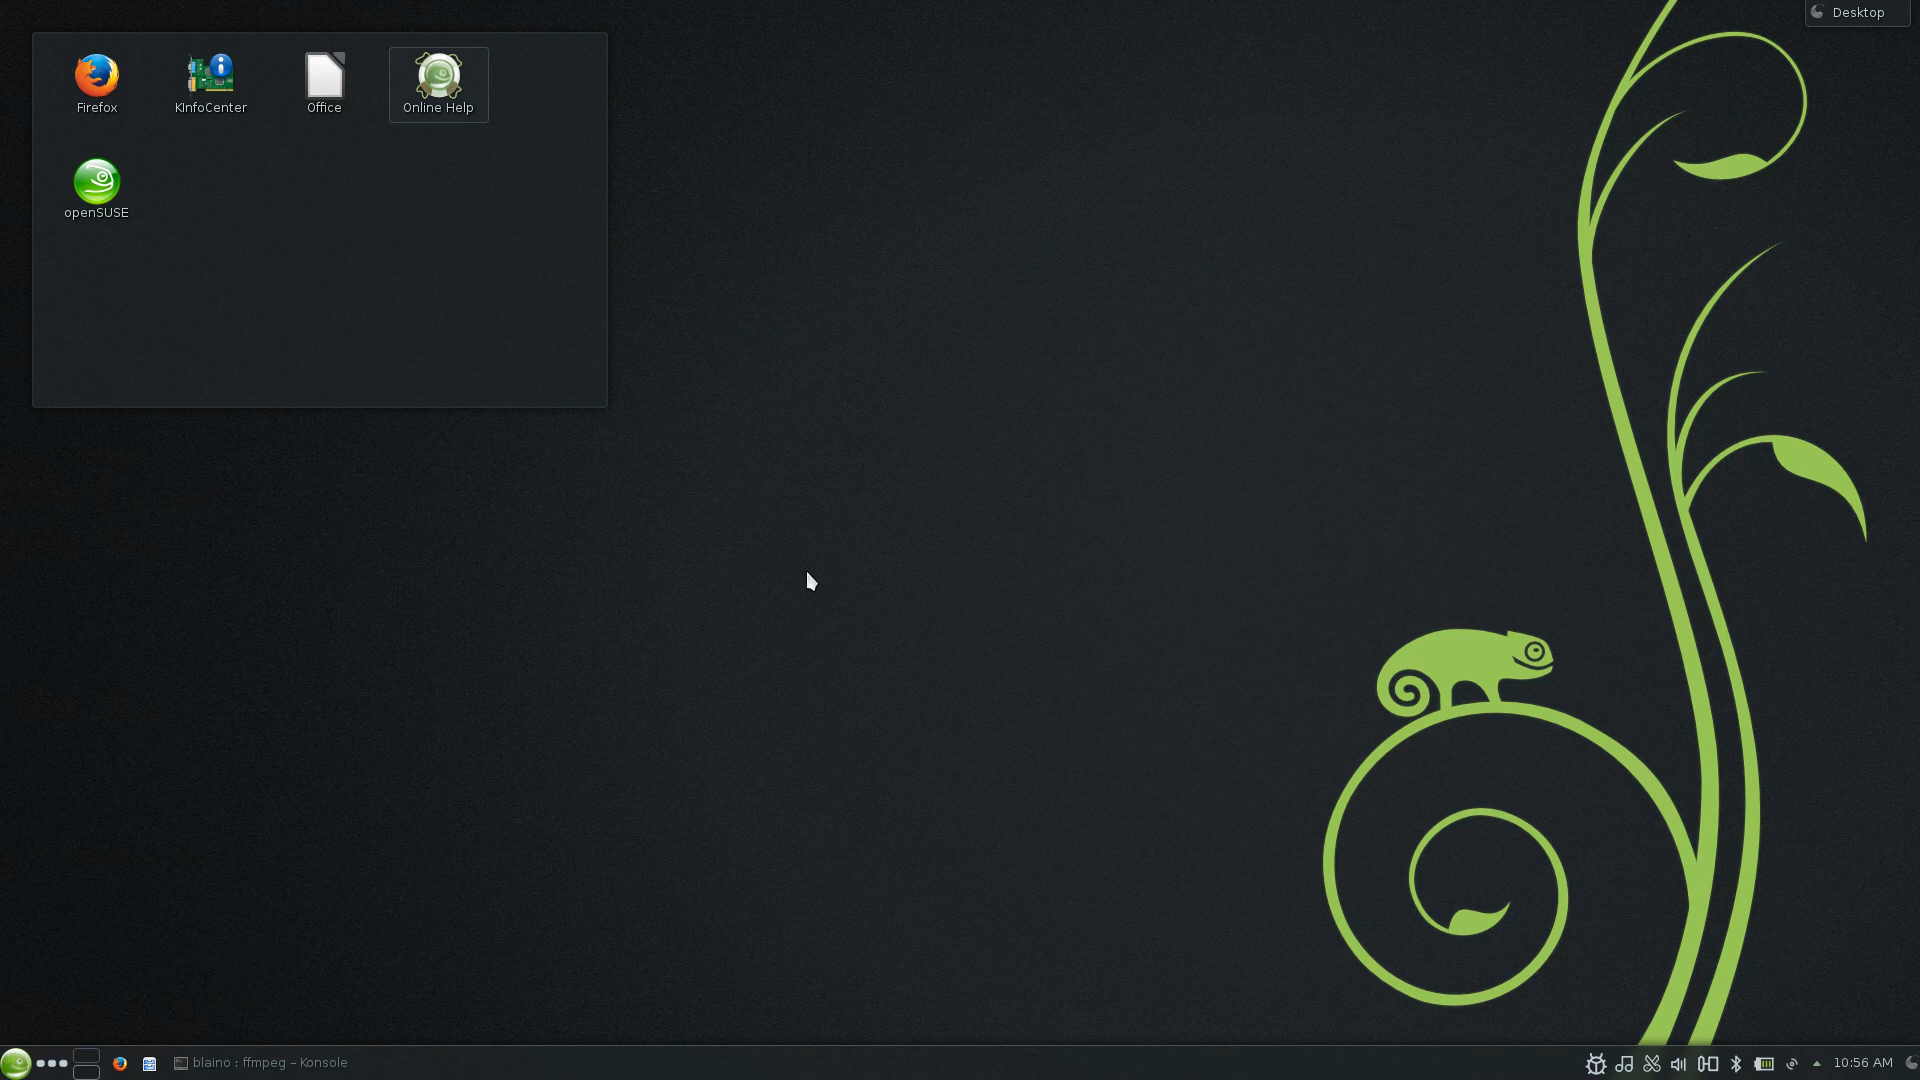 Desktop
Firefox
KInfoCenter
Office
Online Help
openSUSE
blaino : ffmpeg – Konsole
10:56 AM